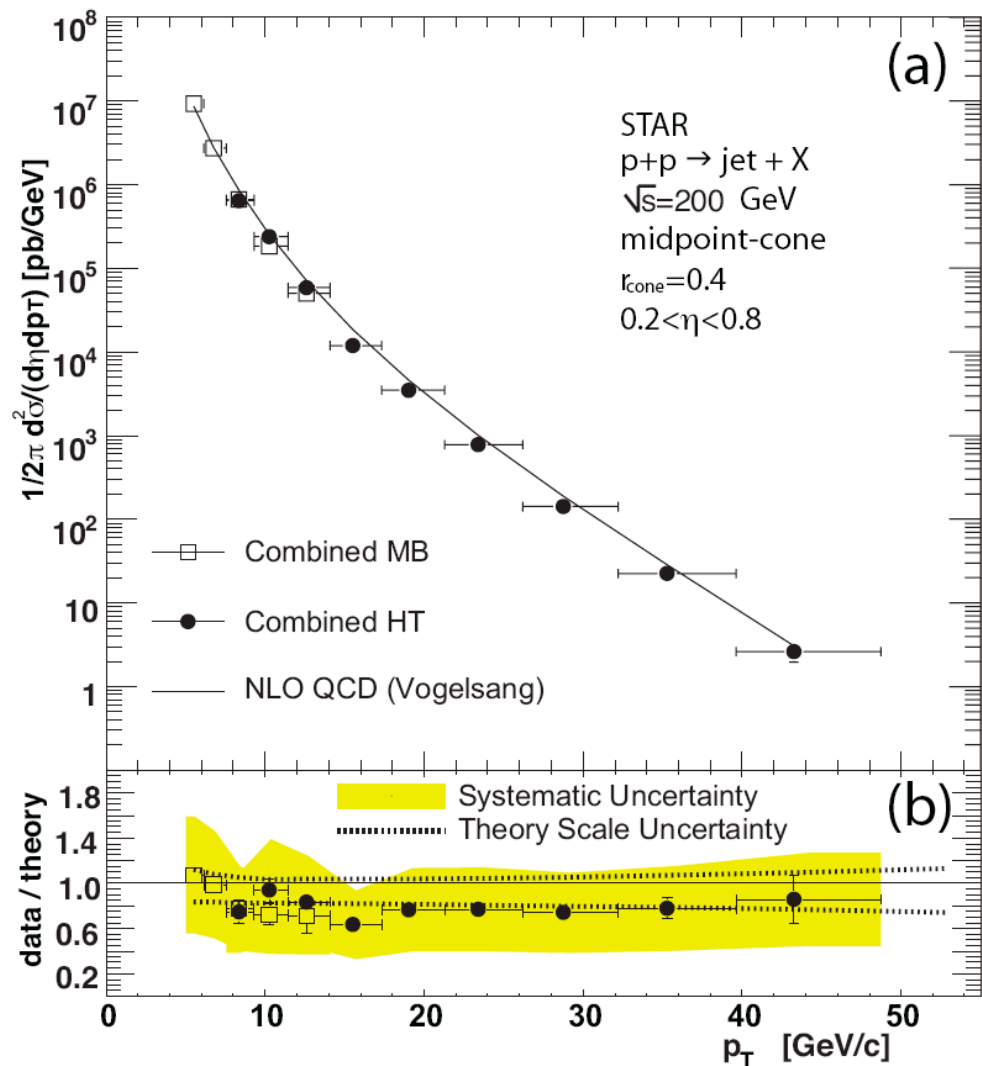 (a)
10⁸
10⁷
10⁶
10⁵
10⁴
10³
10²
10
1
1/2π d²σ/(dηdpT) [pb/GeV]
STAR
p+p → jet + X
√s=200 GeV
midpoint-cone
r_cone=0.4
0.2<η<0.8
Combined MB
Combined HT
NLO QCD (Vogelsang)
(b)
Systematic Uncertainty
Theory Scale Uncertainty
data / theory
1.8
1.4
1.0
0.6
0.2
0 10 20 30 40 50
p_T [GeV/c]